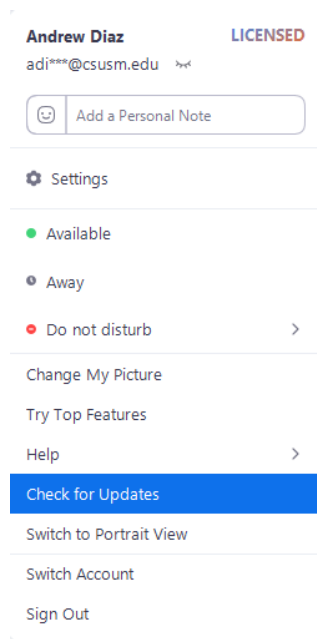 Andrew Diaz LICENSED
adi***@csusm.edu
Add a Personal Note
Settings
Available
Away
Do not disturb
Change My Picture
Try Top Features
Help
Check for Updates
Switch to Portrait View
Switch Account
Sign Out